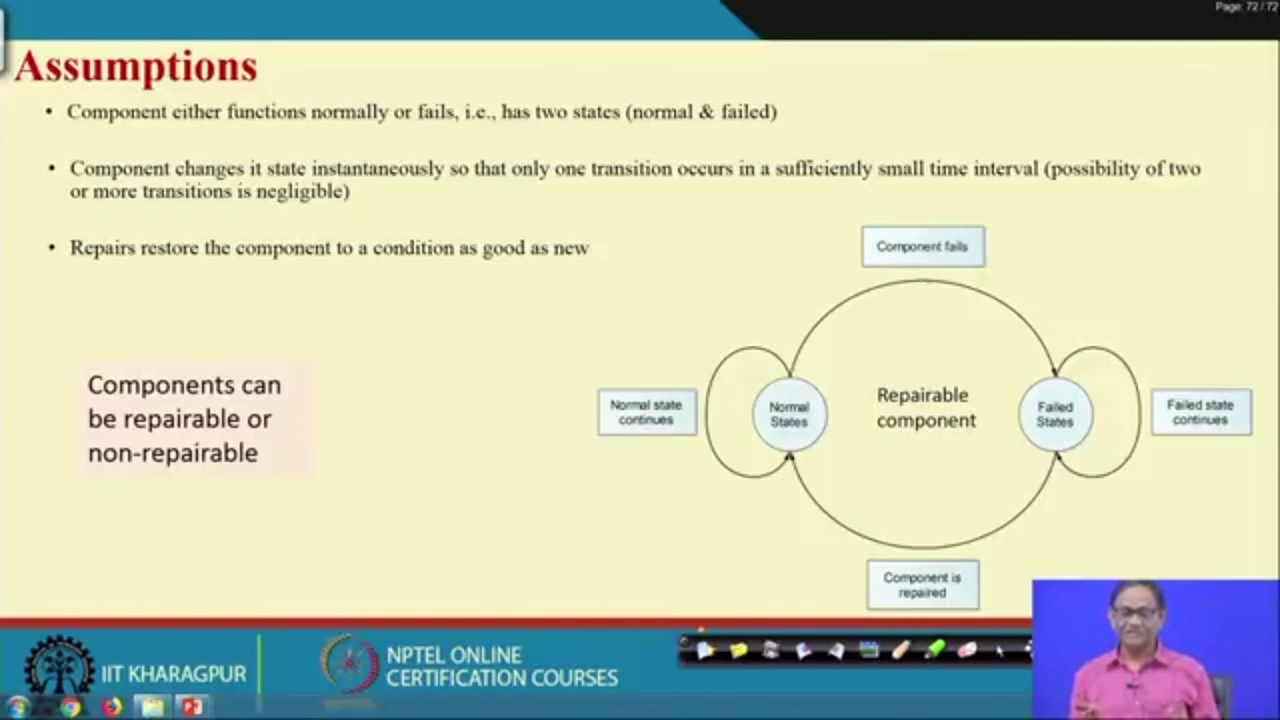 Page: 72 / 72
Assumptions
• Component either functions normally or fails, i.e., has two states (normal & failed)
• Component changes it state instantaneously so that only one transition occurs in a sufficiently small time interval (possibility of two
or more transitions is negligible)
• Repairs restore the component to a condition as good as new
Component fails
Components can
be repairable or
non-repairable
Normal state
continues
Normal
States
Repairable
component
Failed
States
Failed state
continues
Component is
repaired
IIT KHARAGPUR
NPTEL ONLINE
CERTIFICATION COURSES